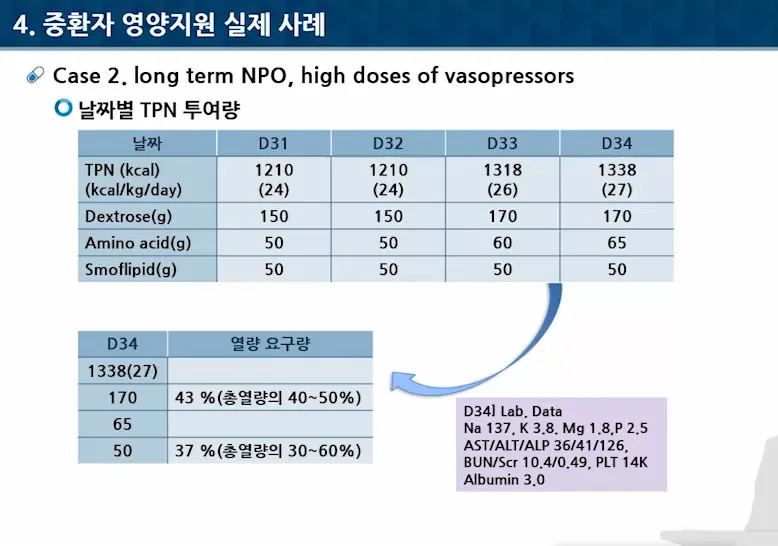 4. 중환자 영양지원 실제 사례
Case 2. long term NPO, high doses of vasopressors
날짜별 TPN 투여량
날짜 D31 D32 D33 D34
TPN (kcal) 1210 1210 1318 1338
(kcal/kg/day) (24) (24) (26) (27)
Dextrose(g) 150 150 170 170
Amino acid(g) 50 50 60 65
Smoflipid(g) 50 50 50 50
D34 열량 요구량
1338(27)
170 43 %(총열량의 40~50%)
65
50 37 %(총열량의 30~60%)
D34] Lab. Data
Na 137, K 3.8. Mg 1.8,P 2.5
AST/ALT/ALP 36/41/126,
BUN/Scr 10.4/0.49, PLT 14K
Albumin 3.0